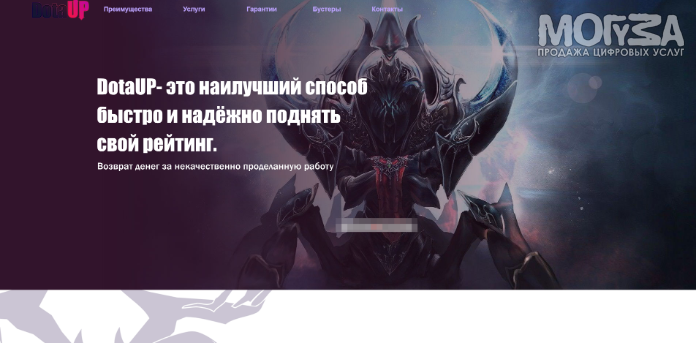 DotaUP
Преимущества Услуги Гарантии Бустеры Контакты
МОГУЗА
ПРОДАЖА ЦИФРОВЫХ УСЛУГ
DotaUP- это наилучший способ
быстро и надёжно поднять
свой рейтинг.
Возврат денег за некачественно проделанную работу